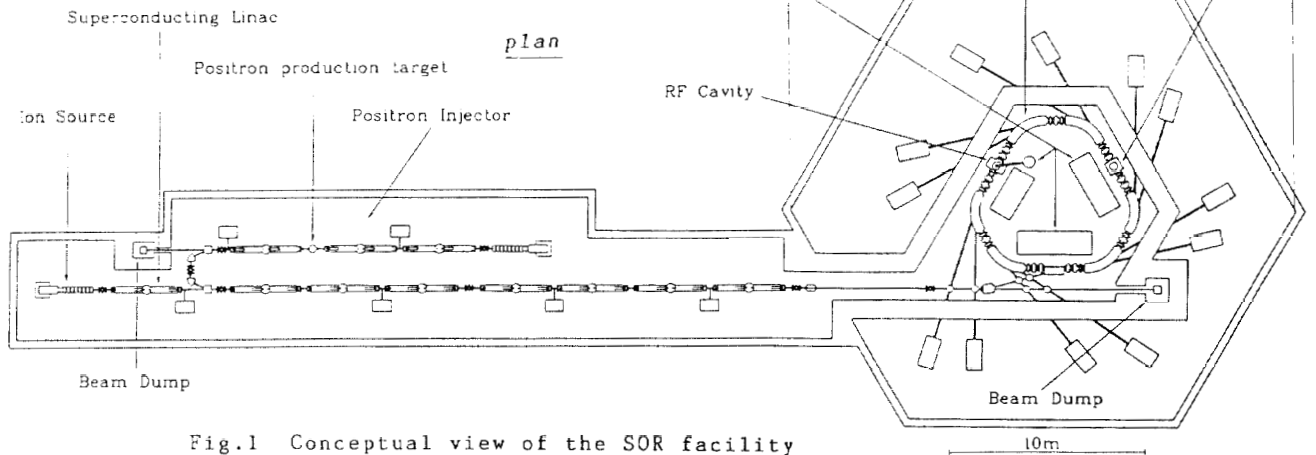 Superconducting Linac
plan
Positron production target
RF Cavity
Ion Source
Positron Injector
Beam Dump
Beam Dump
Fig.1 Conceptual view of the SOR facility
10m